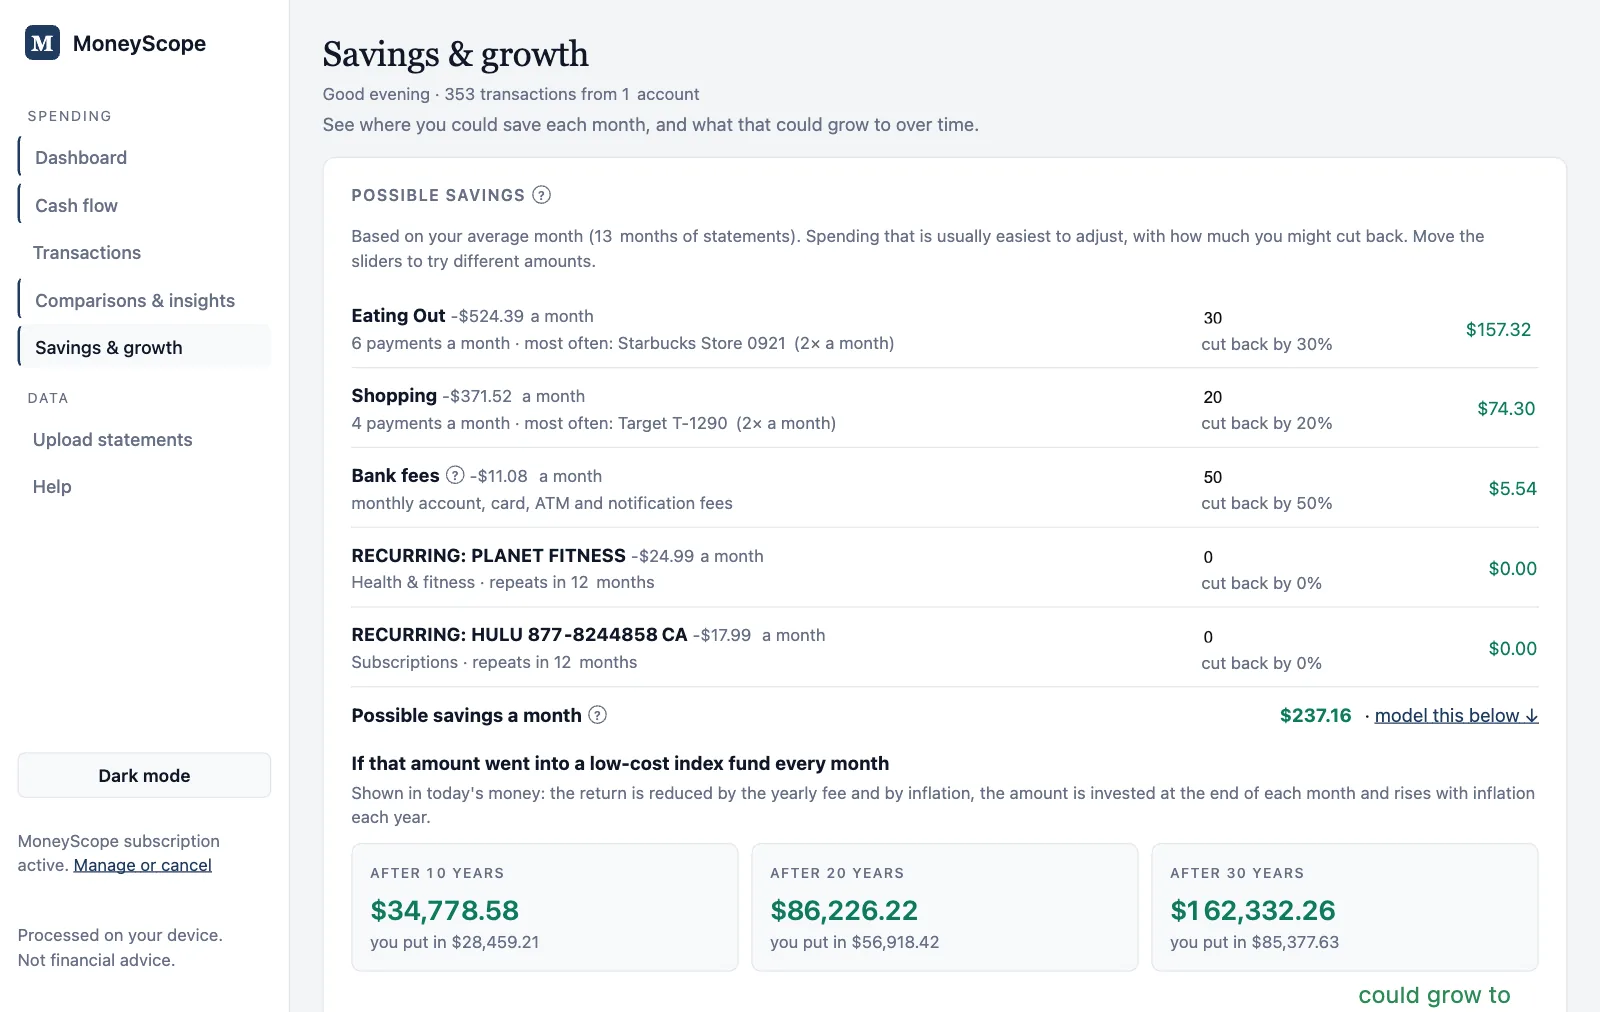 M MoneyScope
SPENDING
Dashboard
Cash flow
Transactions
Comparisons & insights
Savings & growth
DATA
Upload statements
Help
Dark mode
MoneyScope subscription
active. Manage or cancel
Processed on your device.
Not financial advice.
Savings & growth
Good evening · 353 transactions from 1 account
See where you could save each month, and what that could grow to over time.
POSSIBLE SAVINGS ?
Based on your average month (13 months of statements). Spending that is usually easiest to adjust, with how much you might cut back. Move the
sliders to try different amounts.
Eating Out -$524.39 a month
6 payments a month · most often: Starbucks Store 0921 (2× a month)
30
cut back by 30%
$157.32
Shopping -$371.52 a month
4 payments a month · most often: Target T-1290 (2× a month)
20
cut back by 20%
$74.30
Bank fees ? -$11.08 a month
monthly account, card, ATM and notification fees
50
cut back by 50%
$5.54
RECURRING: PLANET FITNESS -$24.99 a month
Health & fitness · repeats in 12 months
0
cut back by 0%
$0.00
RECURRING: HULU 877-8244858 CA -$17.99 a month
Subscriptions · repeats in 12 months
0
cut back by 0%
$0.00
Possible savings a month ? $237.16 · model this below ↓
If that amount went into a low-cost index fund every month
Shown in today's money: the return is reduced by the yearly fee and by inflation, the amount is invested at the end of each month and rises with inflation
each year.
AFTER 10 YEARS
$34,778.58
you put in $28,459.21
AFTER 20 YEARS
$86,226.22
you put in $56,918.42
AFTER 30 YEARS
$162,332.26
you put in $85,377.63
could grow to